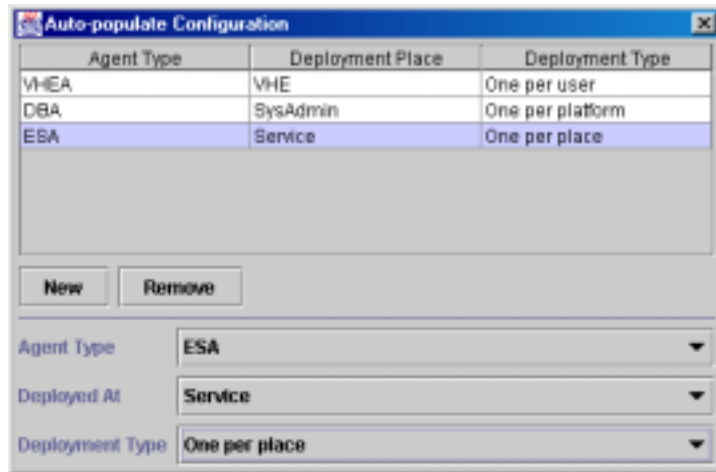 Auto-populate Configuration
Agent Type Deployment Place Deployment Type
VHEA VHE One per user
DBA SysAdmin One per platform
ESA Service One per place
New Remove
Agent Type ESA
Deployed At Service
Deployment Type One per place